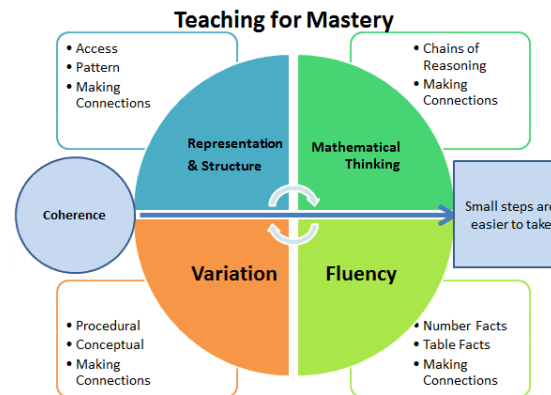 Teaching for Mastery
• Access
• Pattern
• Making
Connections
• Chains of
Reasoning
• Making
Connections
Representation
& Structure
Mathematical
Thinking
Coherence
Small steps are
easier to take
Variation
Fluency
• Procedural
• Conceptual
• Making
Connections
• Number Facts
• Table Facts
• Making
Connections